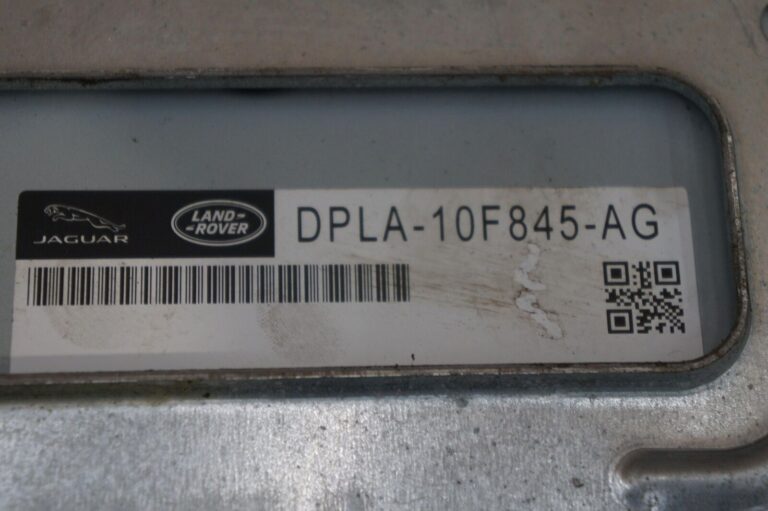 JAGUAR
LAND-
-ROVER
DPLA-10F845-AG